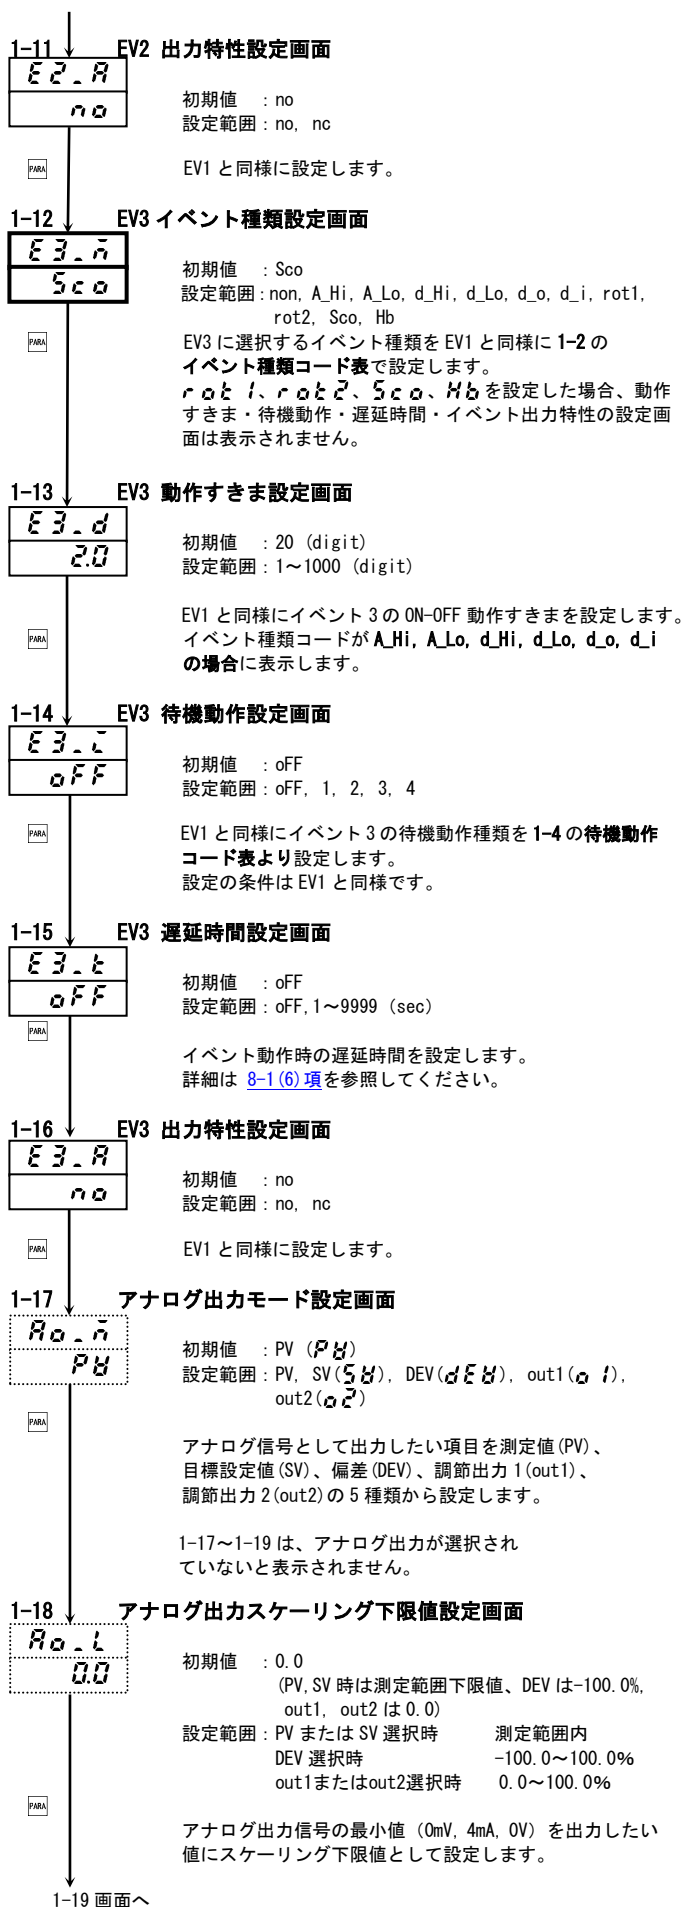 1-11 EV2 出力特性設定画面
E2_A
no
初期値 : no
設定範囲 : no, nc
PARA
EV1 と同様に設定します。
1-12 EV3 イベント種類設定画面
E3_m
Sco
初期値 : Sco
設定範囲 : non, A_Hi, A_Lo, d_Hi, d_Lo, d_o, d_i, rot1,
rot2, Sco, Hb
PARA
EV3 に選択するイベント種類を EV1 と同様に 1-2 の
イベント種類コード表で設定します。
rot1、rot2、Sco、Hb を設定した場合、動作
すきま・待機動作・遅延時間・イベント出力特性の設定画
面は表示されません。
1-13 EV3 動作すきま設定画面
E3_d
2.0
初期値 : 20 (digit)
設定範囲 : 1～1000 (digit)
EV1 と同様にイベント 3 の ON-OFF 動作すきまを設定します。
PARA
イベント種類コードが A_Hi, A_Lo, d_Hi, d_Lo, d_o, d_i
の場合に表示します。
1-14 EV3 待機動作設定画面
E3_i
oFF
初期値 : oFF
設定範囲 : oFF, 1, 2, 3, 4
PARA
EV1 と同様にイベント 3 の待機動作種類を 1-4 の待機動作
コード表より設定します。
設定の条件は EV1 と同様です。
1-15 EV3 遅延時間設定画面
E3_t
oFF
初期値 : oFF
設定範囲 : oFF,1～9999 (sec)
PARA
イベント動作時の遅延時間を設定します。
詳細は 8-1(6)項を参照してください。
1-16 EV3 出力特性設定画面
E3_A
no
初期値 : no
設定範囲 : no, nc
PARA
EV1 と同様に設定します。
1-17 アナログ出力モード設定画面
Ao_m
PV
初期値 : PV (PV)
設定範囲 : PV, SV(SV), DEV(dEV), out1(o1),
out2(o2)
PARA
アナログ信号として出力したい項目を測定値(PV)、
目標設定値(SV)、偏差(DEV)、調節出力 1(out1)、
調節出力 2(out2)の 5 種類から設定します。
1-17～1-19 は、アナログ出力が選択され
ていないと表示されません。
1-18 アナログ出力スケーリング下限値設定画面
Ao_L
0.0
初期値 : 0.0
(PV,SV 時は測定範囲下限値、DEV は-100.0%,
out1, out2 は 0.0)
設定範囲 : PV または SV 選択時 測定範囲内
DEV 選択時 -100.0～100.0%
out1またはout2選択時 0.0～100.0%
PARA
アナログ出力信号の最小値（0mV, 4mA, 0V）を出力したい
値にスケーリング下限値として設定します。
1-19 画面へ